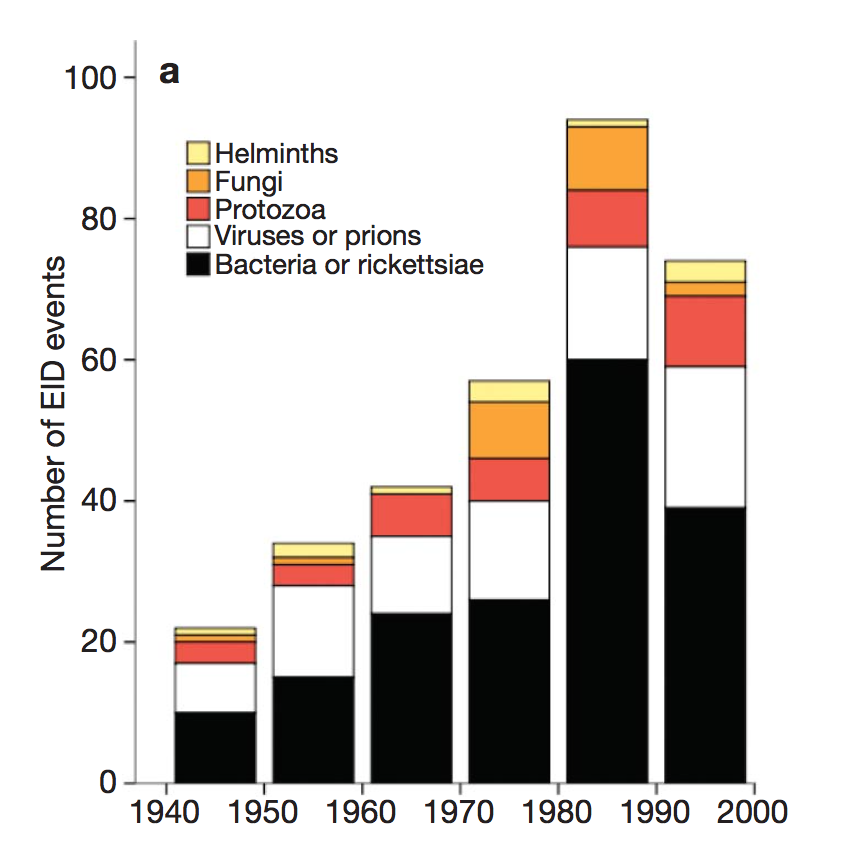 a
Helminths
Fungi
Protozoa
Viruses or prions
Bacteria or rickettsiae
Number of EID events
100
80
60
40
20
0
1940 1950 1960 1970 1980 1990 2000